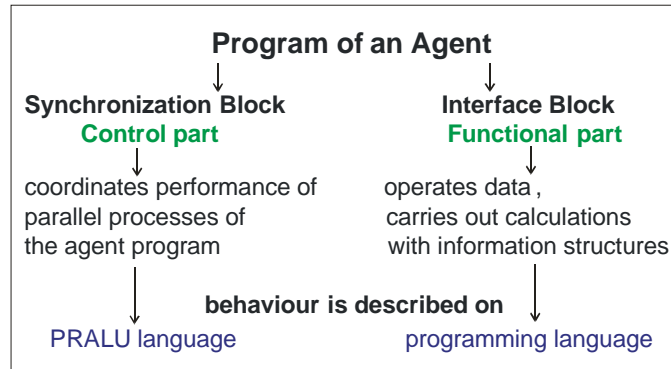 Program of an Agent
Synchronization Block
Control part
coordinates performance of
parallel processes of
the agent program
Interface Block
Functional part
operates data ,
carries out calculations
with information structures
behaviour is described on
PRALU language
programming language